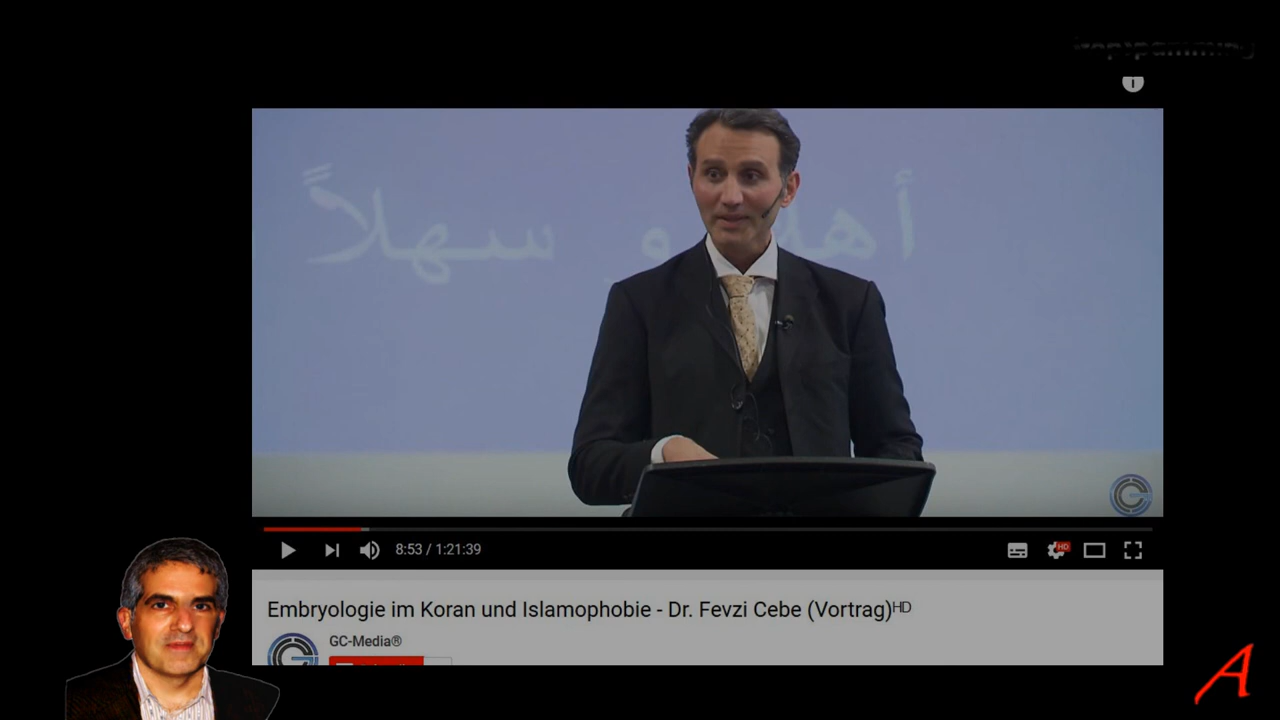 أهلاً و سهلاً
8:53 / 1:21:39
HD
Embryologie im Koran und Islamophobie - Dr. Fevzi Cebe (Vortrag)ᴴᴰ
GC-Media®
A